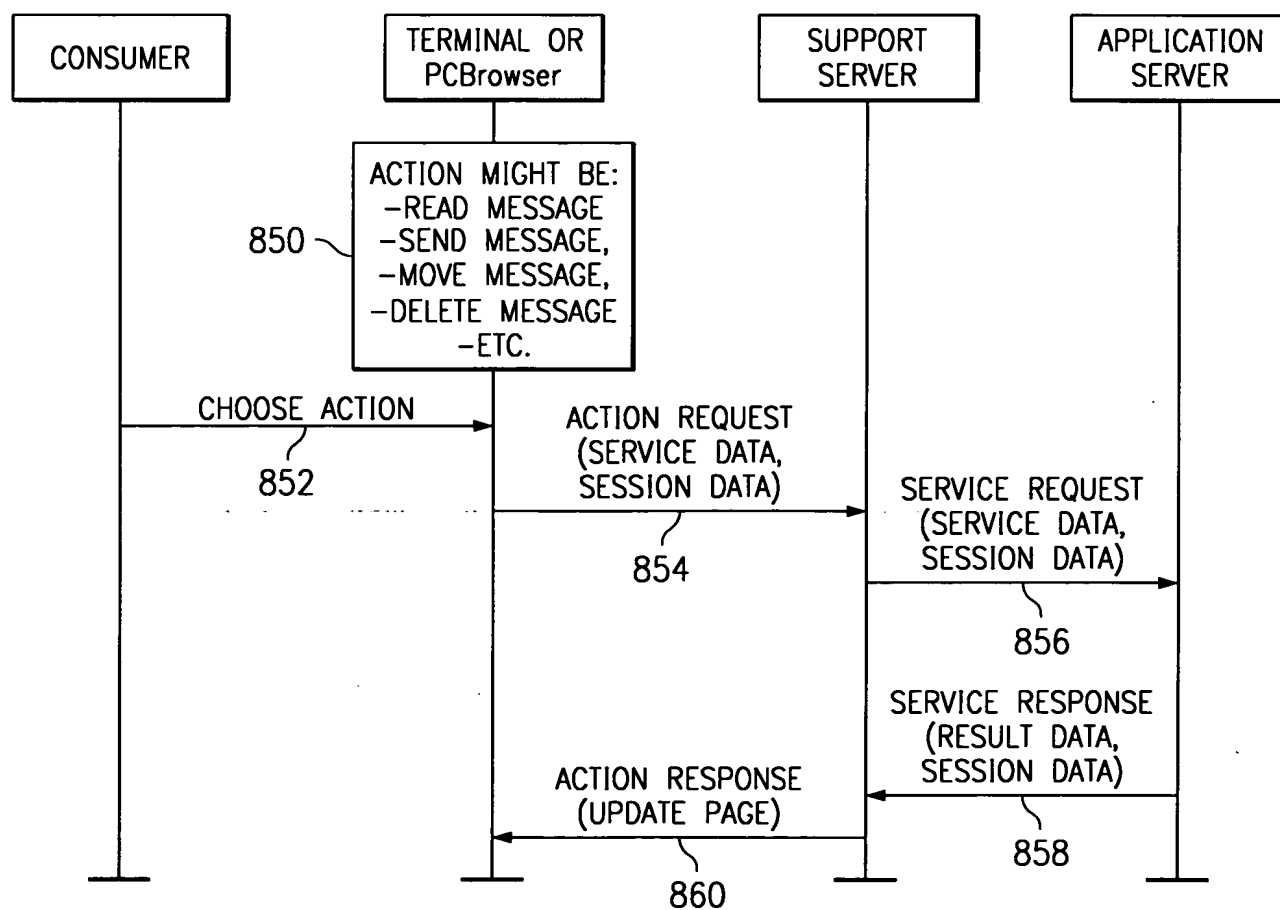 CONSUMER
TERMINAL OR
PCBrowser
SUPPORT
SERVER
APPLICATION
SERVER
ACTION MIGHT BE:
-READ MESSAGE
-SEND MESSAGE,
-MOVE MESSAGE,
-DELETE MESSAGE
-ETC.
850
CHOOSE ACTION
852
ACTION REQUEST
(SERVICE DATA,
SESSION DATA)
854
SERVICE REQUEST
(SERVICE DATA,
SESSION DATA)
856
SERVICE RESPONSE
(RESULT DATA,
SESSION DATA)
858
ACTION RESPONSE
(UPDATE PAGE)
860